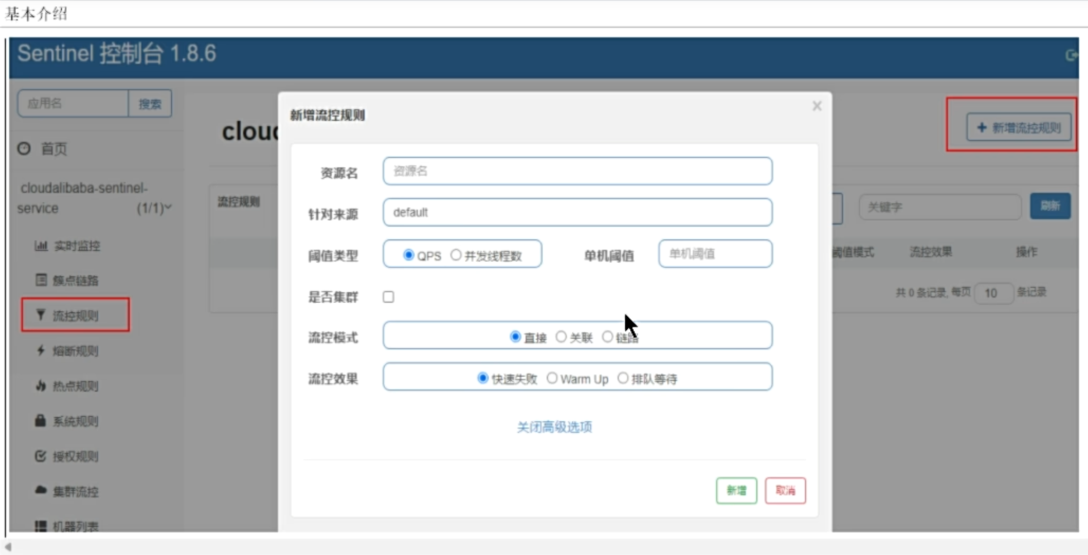 基本介绍
Sentinel 控制台 1.8.6
应用名
搜索
首页
cloudalibaba-sentinel-
service (1/1)
实时监控
簇点链路
流控规则
熔断规则
热点规则
系统规则
授权规则
集群流控
机器列表
clou
+ 新增流控规则
流控规则
关键字
刷新
阈值模式 流控效果 操作
共 0 条记录, 每页 10 条记录
新增流控规则 ×
资源名 资源名
针对来源 default
阈值类型 QPS 并发线程数 单机阈值 单机阈值
是否集群
流控模式 直接 关联 链路
流控效果 快速失败 Warm Up 排队等待
关闭高级选项
新增 取消